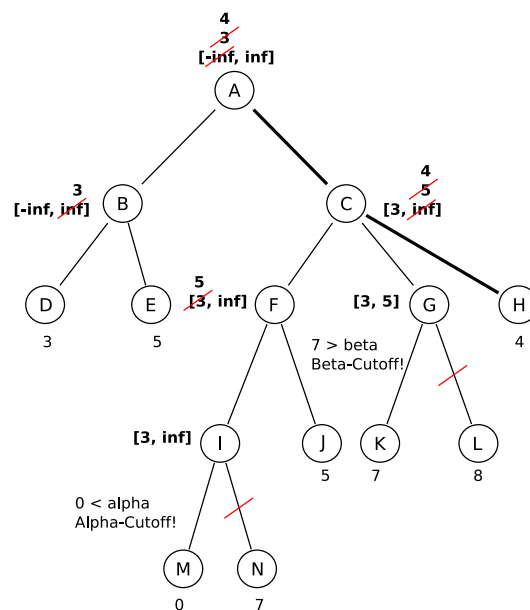 4
3
[-inf, inf]
A
3
[-inf, inf]
B
C
4
5
[3, inf]
D
3
E
5
5
[3, inf]
F
[3, 5]
G
H
4
7 > beta
Beta-Cutoff!
[3, inf]
I
J
5
K
7
L
8
0 < alpha
Alpha-Cutoff!
M
0
N
7